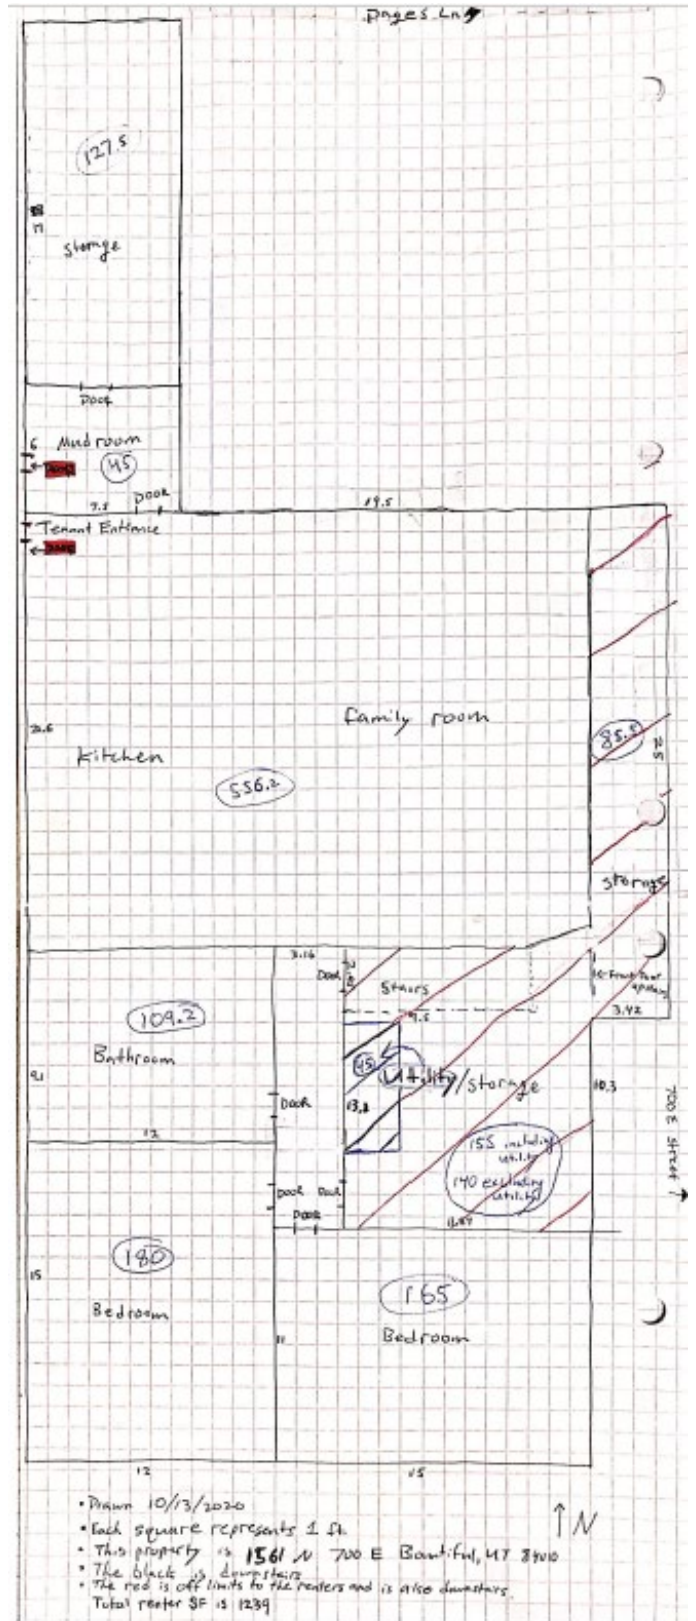 Pages Ln
127.5
17
storage
Door
6
Mudroom
45
7.5
Door
19.5
Tenant Entrance
family room
Kitchen
556.2
85.5
25
storage
3.16
Door
Stairs
3.42
9.5
109.2
Bathroom
45
Utility/storage
91
Door
13.8
10.3
12
155 including
utility
140 excluding
utility
700 E Street
Door
Door
Door
180
15
Bedroom
165
Bedroom
11
12
15
• Drawn 10/13/2020
• Each square represents 1 ft.
• This property is 1561 N 700 E Bountiful, UT 84010
• The black is downstairs
• The red is off limits to the renters and is also downstairs.
Total renter SF is 1239
N